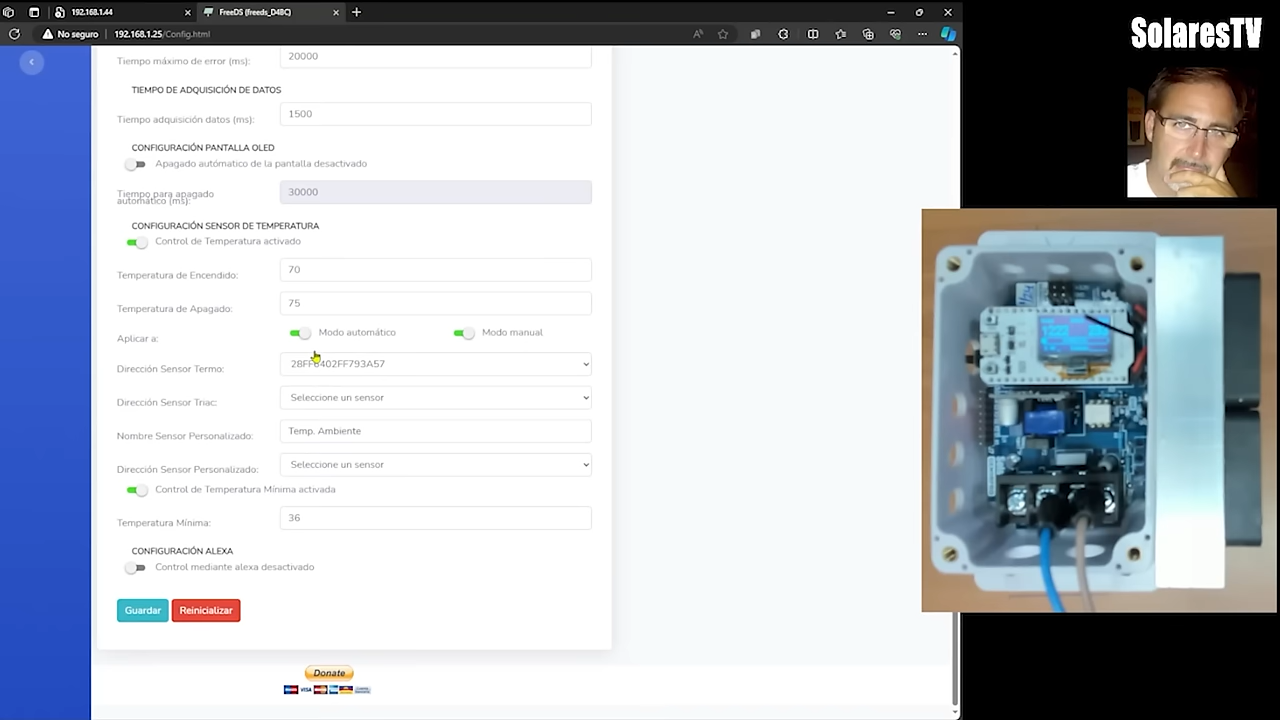 192.168.1.44
FreeDS (freeds_D4BC)
No seguro
192.168.1.25/Config.html
SolaresTV
Tiempo máximo de error (ms):
20000
TIEMPO DE ADQUISICIÓN DE DATOS
Tiempo adquisición datos (ms):
1500
CONFIGURACIÓN PANTALLA OLED
Apagado autómatico de la pantalla desactivado
Tiempo para apagado
automático (ms):
30000
CONFIGURACIÓN SENSOR DE TEMPERATURA
Control de Temperatura activado
Temperatura de Encendido:
70
Temperatura de Apagado:
75
Aplicar a:
Modo automático
Modo manual
Dirección Sensor Termo:
Dirección Sensor Triac:
Seleccione un sensor
Nombre Sensor Personalizado:
Temp. Ambiente
Dirección Sensor Personalizado:
Seleccione un sensor
Control de Temperatura Mínima activada
Temperatura Mínima:
36
CONFIGURACIÓN ALEXA
Control mediante alexa desactivado
Guardar
Reinicializar
Donate